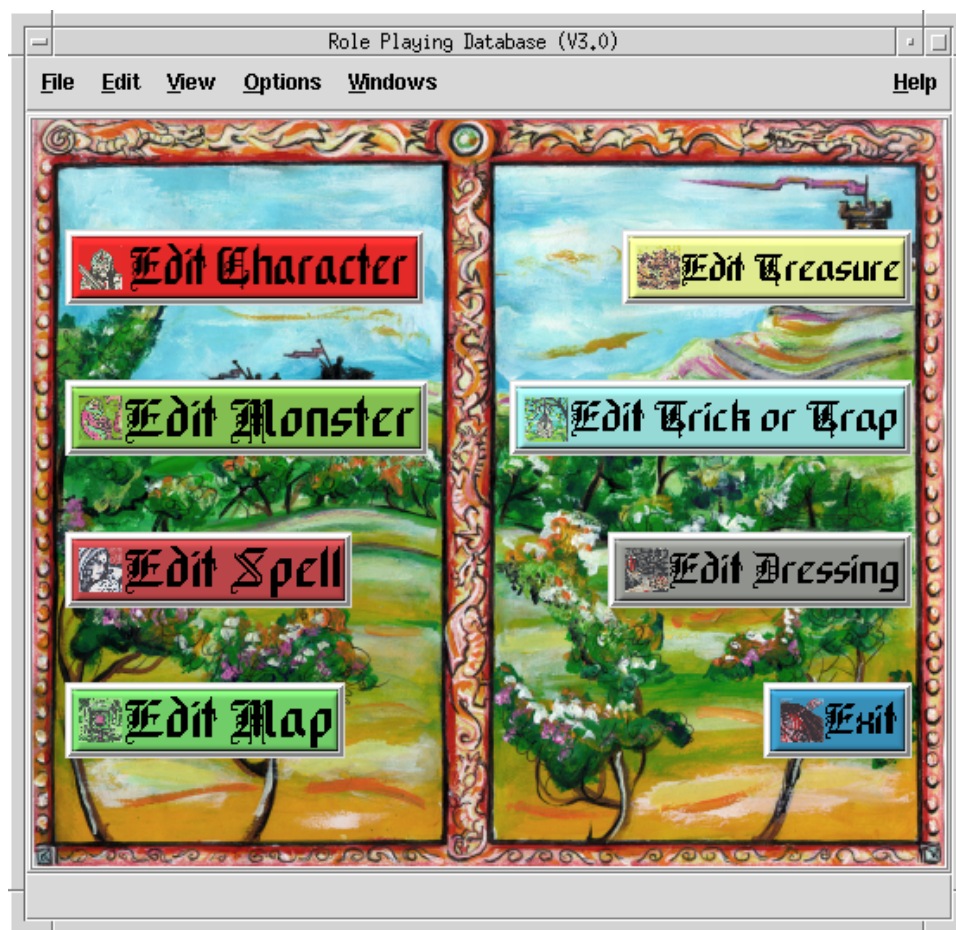 Role Playing Database (V3.0)
File Edit View Options Windows Help
Edit Character
Edit Treasure
Edit Monster
Edit Trick or Trap
Edit Spell
Edit Dressing
Edit Map
Exit